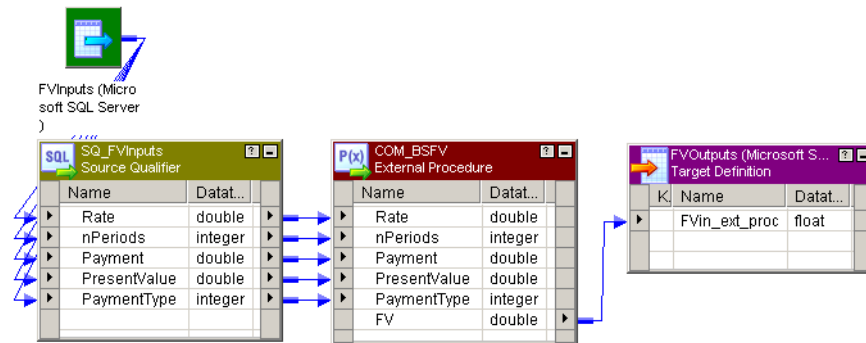 FVInputs (Micro
soft SQL Server
)
SQL SQ_FVInputs ?
Source Qualifier
Name Datat...
Rate double
nPeriods integer
Payment double
PresentValue double
PaymentType integer
P(x) COM_BSFV ?
External Procedure
Name Datat...
Rate double
nPeriods integer
Payment double
PresentValue double
PaymentType integer
FV double
FVOutputs (Microsoft S... ?
Target Definition
K. Name Datat...
FVin_ext_proc float